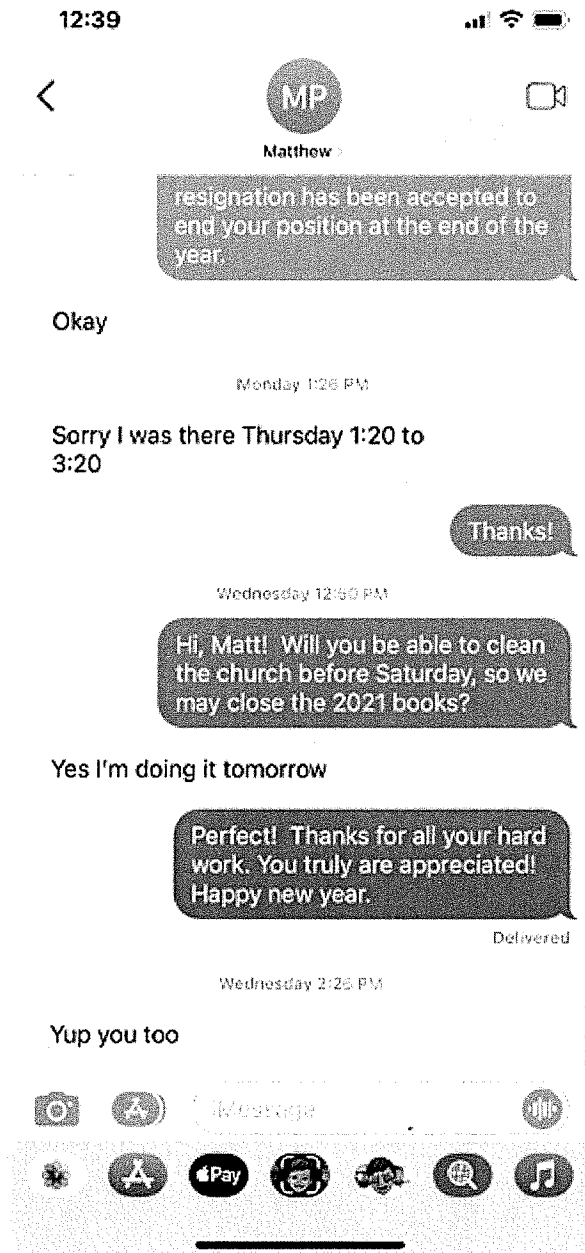 12:39
MP
Matthew
resignation has been accepted to
end your position at the end of the
year.
Okay
Monday 1:26 PM
Sorry I was there Thursday 1:20 to
3:20
Thanks!
Wednesday 12:50 PM
Hi, Matt!  Will you be able to clean
the church before Saturday, so we
may close the 2021 books?
Yes I'm doing it tomorrow
Perfect!  Thanks for all your hard
work. You truly are appreciated!
Happy new year.
Delivered
Wednesday 2:26 PM
Yup you too
iMessage
Pay